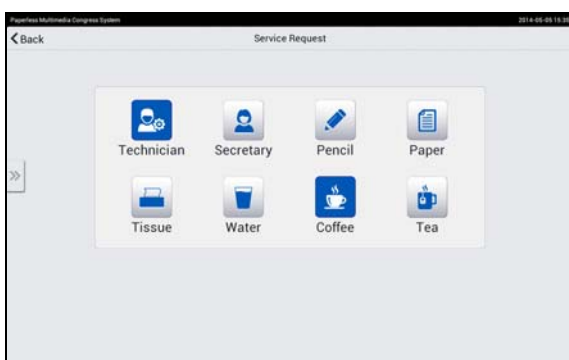 Paperless Multimedia Congress System 2014-05-05 15:30
Back Service Request
Technician Secretary Pencil Paper
Tissue Water Coffee Tea